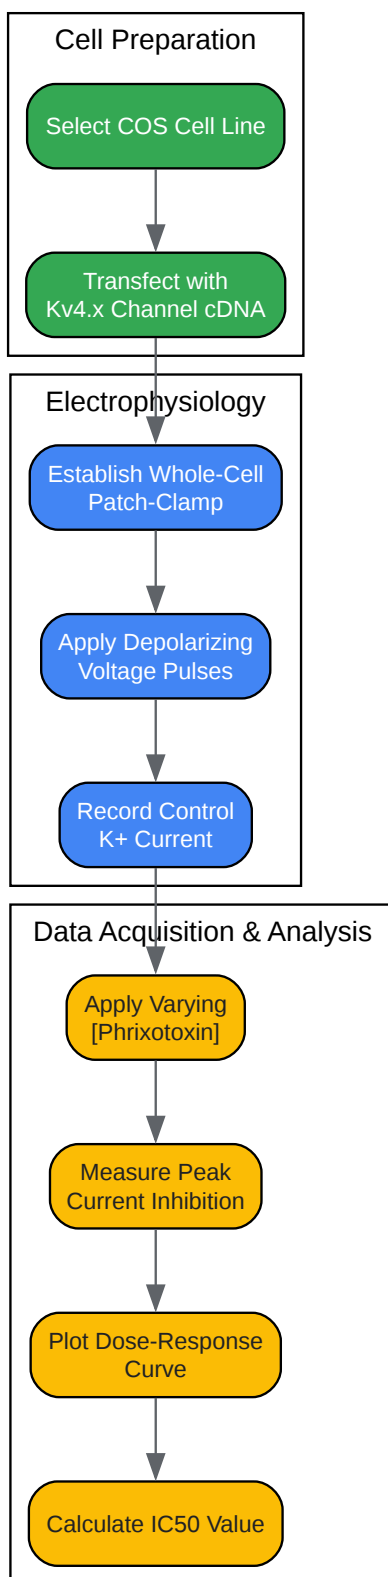 Cell Preparation
Select COS Cell Line
Transfect with
Kv4.x Channel cDNA
Electrophysiology
Establish Whole-Cell
Patch-Clamp
Apply Depolarizing
Voltage Pulses
Record Control
K+ Current
Data Acquisition & Analysis
Apply Varying
[Phrixotoxin]
Measure Peak
Current Inhibition
Plot Dose-Response
Curve
Calculate IC50 Value